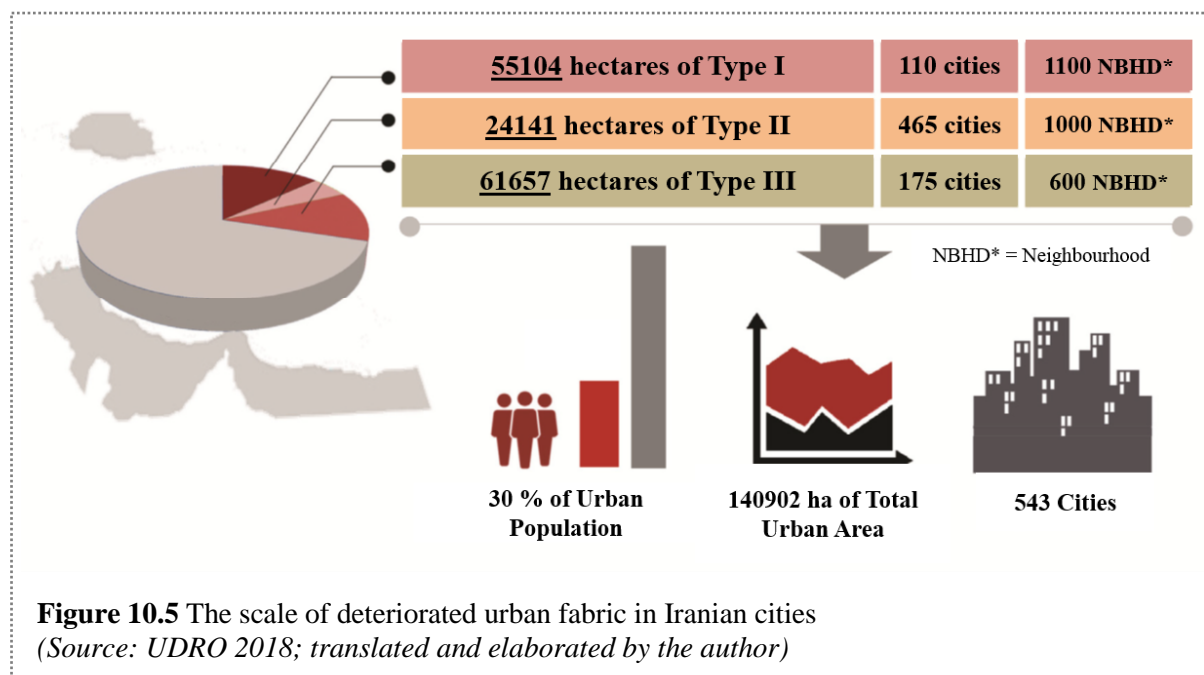 55104 hectares of Type I 110 cities 1100 NBHD*
24141 hectares of Type II 465 cities 1000 NBHD*
61657 hectares of Type III 175 cities 600 NBHD*
NBHD* = Neighbourhood
30 % of Urban
Population
140902 ha of Total
Urban Area
543 Cities
Figure 10.5 The scale of deteriorated urban fabric in Iranian cities
(Source: UDRO 2018; translated and elaborated by the author)